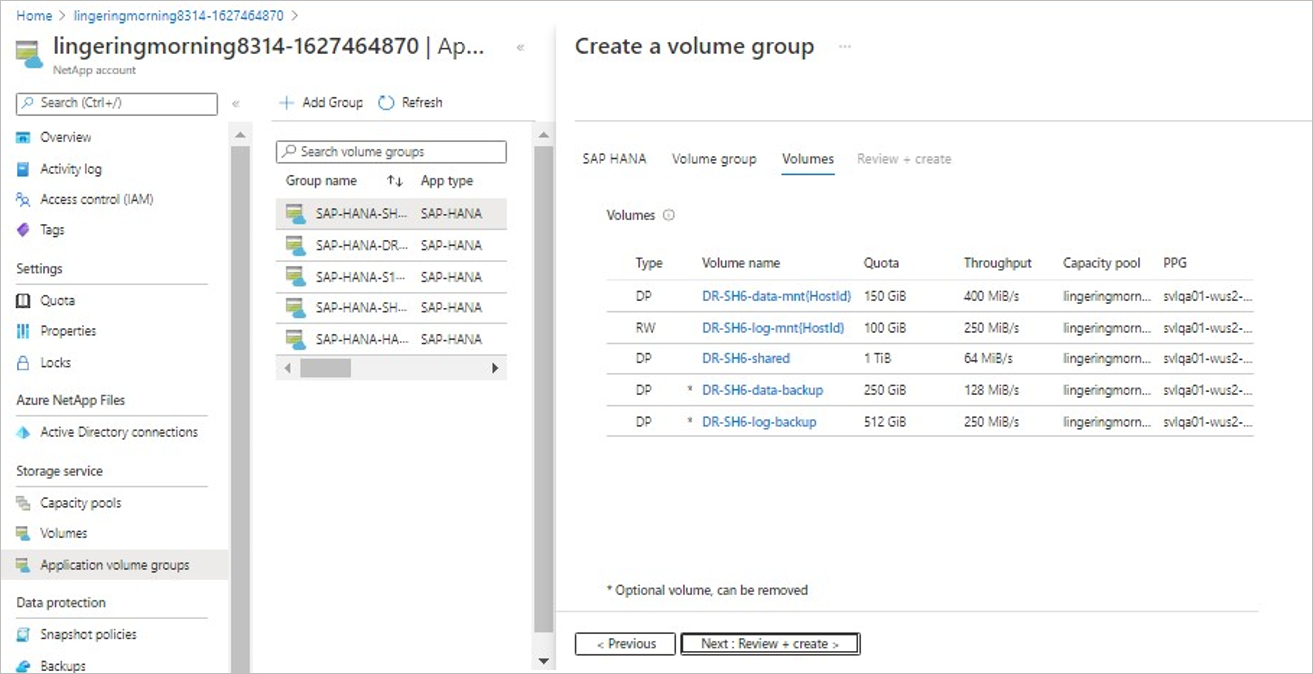 Home > lingeringmorning8314-1627464870 >
lingeringmorning8314-1627464870 | Ap... «
NetApp account
Search (Ctrl+/) «
Overview
Activity log
Access control (IAM)
Tags
Settings
Quota
Properties
Locks
Azure NetApp Files
Active Directory connections
Storage service
Capacity pools
Volumes
Application volume groups
Data protection
Snapshot policies
Backups
+ Add Group Refresh
Search volume groups
Group name ↑↓ App type
SAP-HANA-SH... SAP-HANA
SAP-HANA-DR... SAP-HANA
SAP-HANA-S1... SAP-HANA
SAP-HANA-SH... SAP-HANA
SAP-HANA-HA... SAP-HANA
Create a volume group ...
SAP HANA Volume group Volumes Review + create
Volumes
Type Volume name Quota Throughput Capacity pool PPG
DP DR-SH6-data-mnt{HostId} 150 GiB 400 MiB/s lingeringmorn... svlqa01-wus2-...
RW DR-SH6-log-mnt{HostId} 100 GiB 250 MiB/s lingeringmorn... svlqa01-wus2-...
DP DR-SH6-shared 1 TiB 64 MiB/s lingeringmorn... svlqa01-wus2-...
DP * DR-SH6-data-backup 250 GiB 128 MiB/s lingeringmorn... svlqa01-wus2-...
DP * DR-SH6-log-backup 512 GiB 250 MiB/s lingeringmorn... svlqa01-wus2-...
* Optional volume, can be removed
< Previous Next : Review + create >